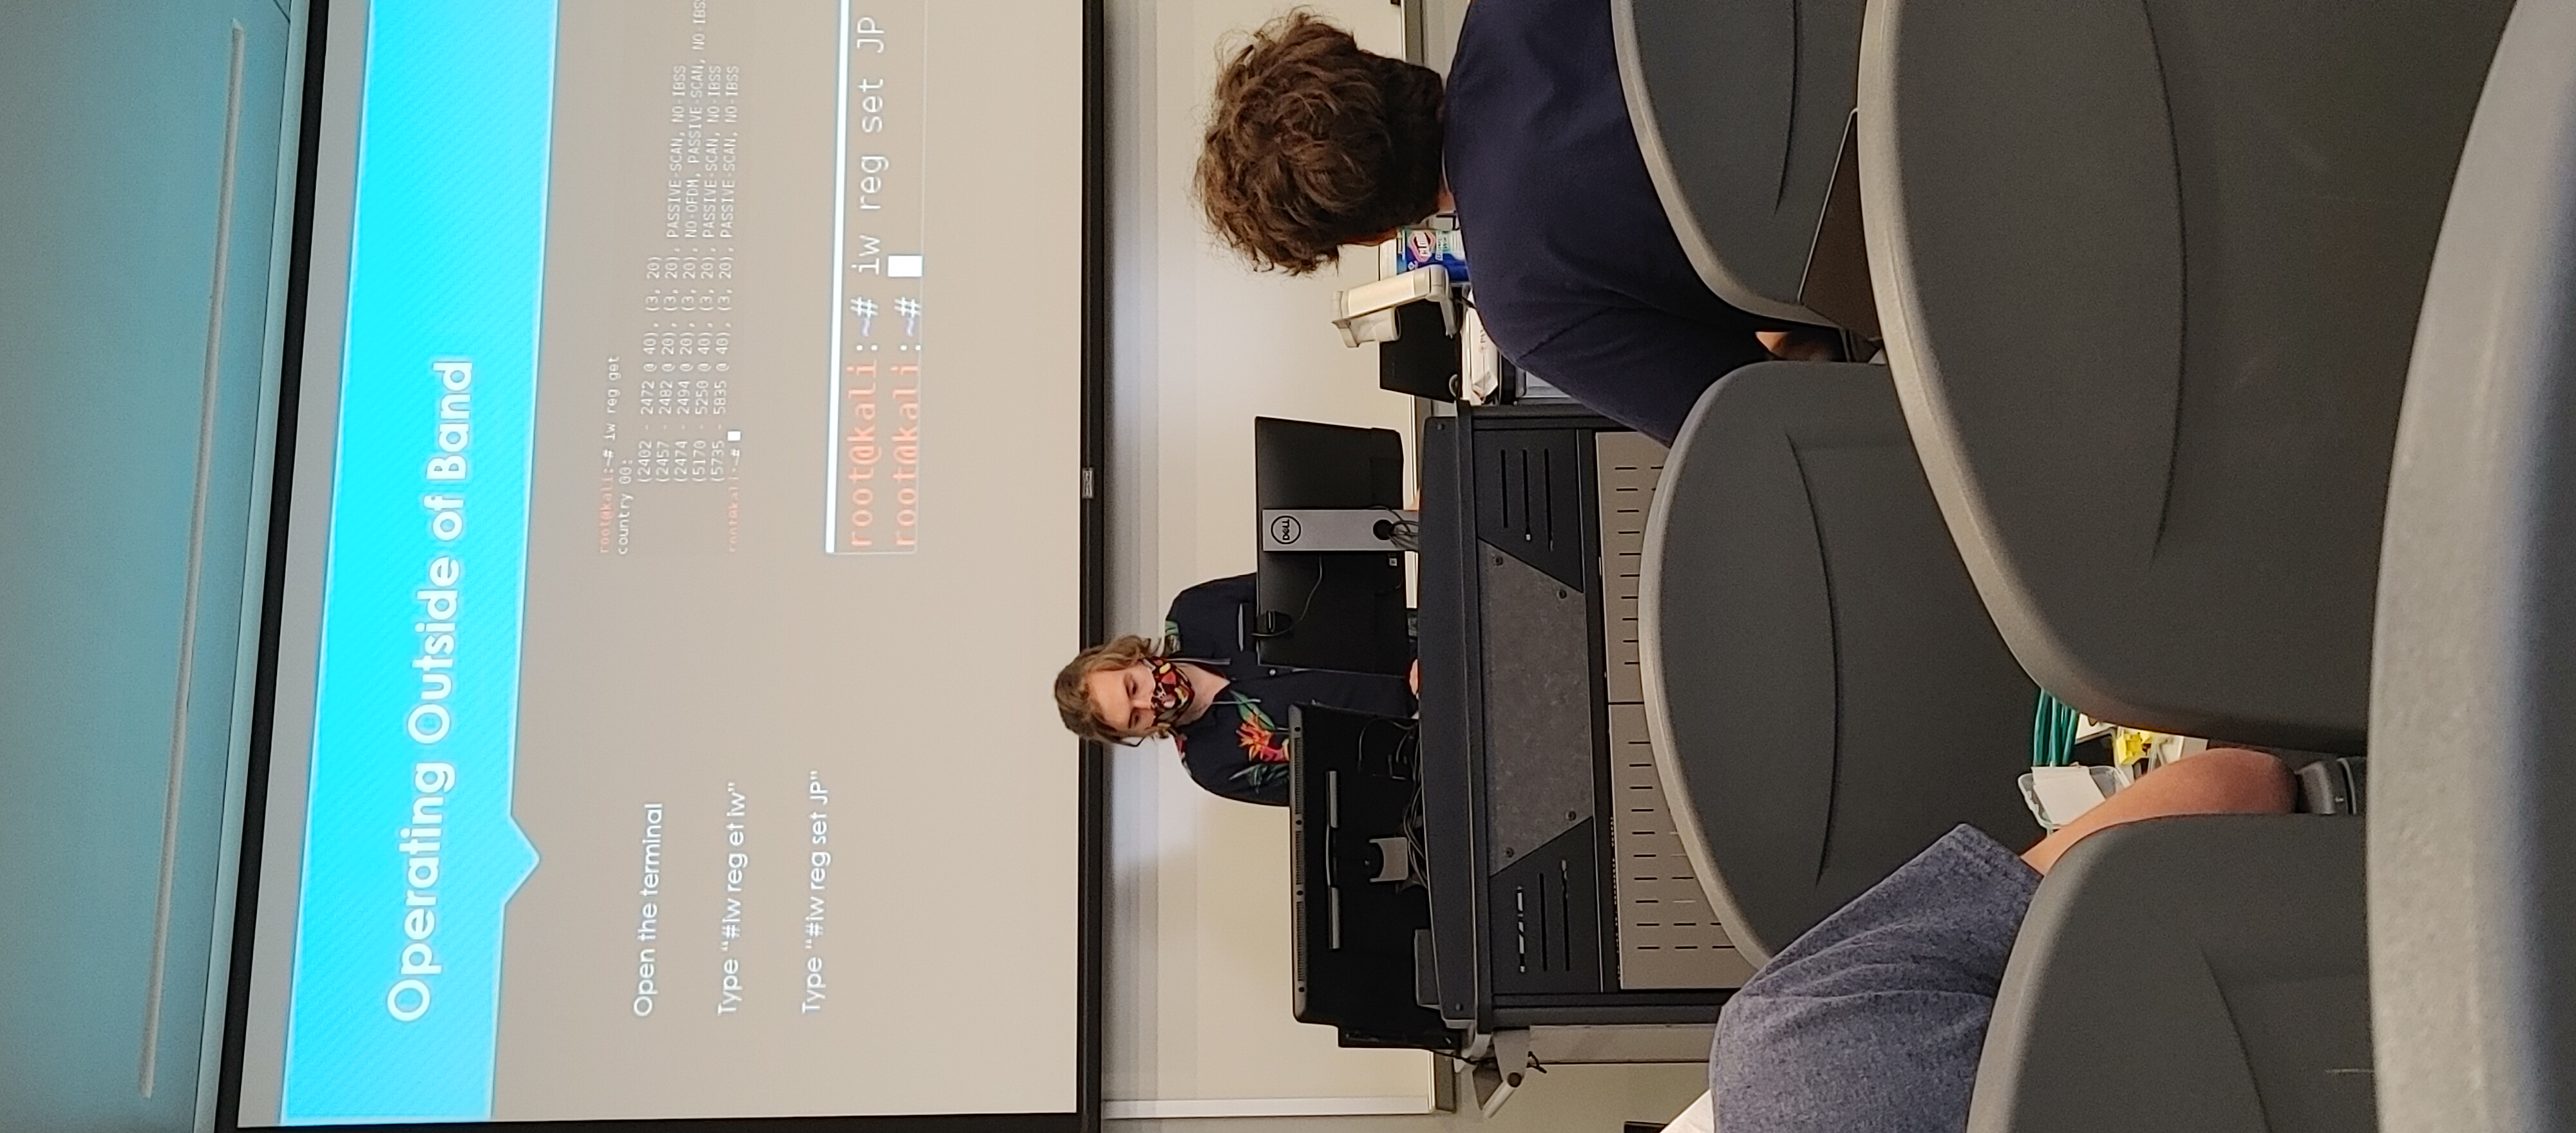 Operating Outside of Band
Open the terminal
Type "#iw reg et iw"
Type "#iw reg set JP"
root@kali:~# iw reg get
country 00:
(2402 - 2472 @ 40), (3, 20)
(2457 - 2482 @ 20), (3, 20), PASSIVE-SCAN, NO-IBSS
(2474 - 2494 @ 20), (3, 20), NO-OFDM, PASSIVE-SCAN, NO-IBSS
(5170 - 5250 @ 40), (3, 20), PASSIVE-SCAN, NO-IBSS
(5735 - 5835 @ 40), (3, 20), PASSIVE-SCAN, NO-IBSS
root@kali:~#
root@kali:~# iw reg set JP
root@kali:~#
DELL